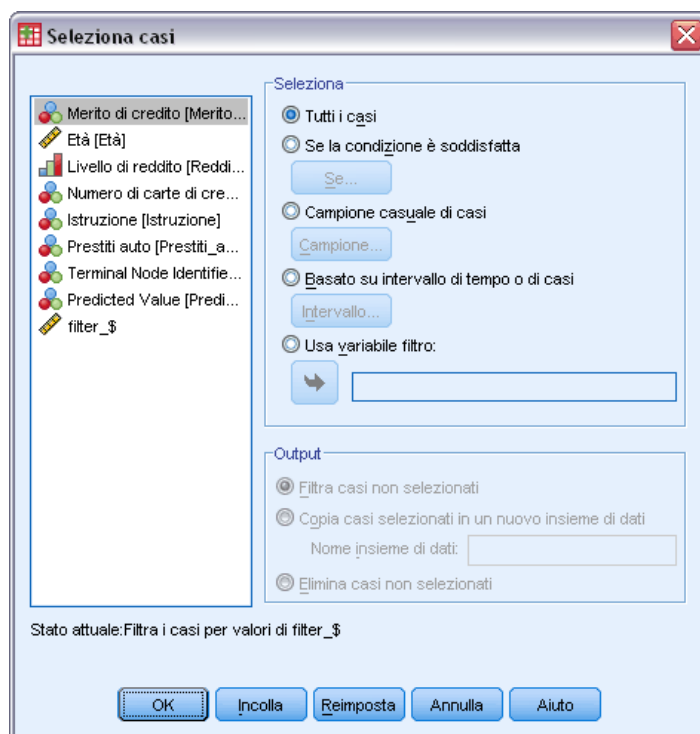 Seleziona casi
Merito di credito [Merito...
Età [Età]
Livello di reddito [Reddi...
Numero di carte di cre...
Istruzione [Istruzione]
Prestiti auto [Prestiti_a...
Terminal Node Identifie...
Predicted Value [Predi...
filter_$
Seleziona
Tutti i casi
Se la condizione è soddisfatta
Se...
Campione casuale di casi
Campione...
Basato su intervallo di tempo o di casi
Intervallo...
Usa variabile filtro:
Output
Filtra casi non selezionati
Copia casi selezionati in un nuovo insieme di dati
Nome insieme di dati:
Elimina casi non selezionati
Stato attuale:Filtra i casi per valori di filter_$
OK
Incolla
Reimposta
Annulla
Aiuto